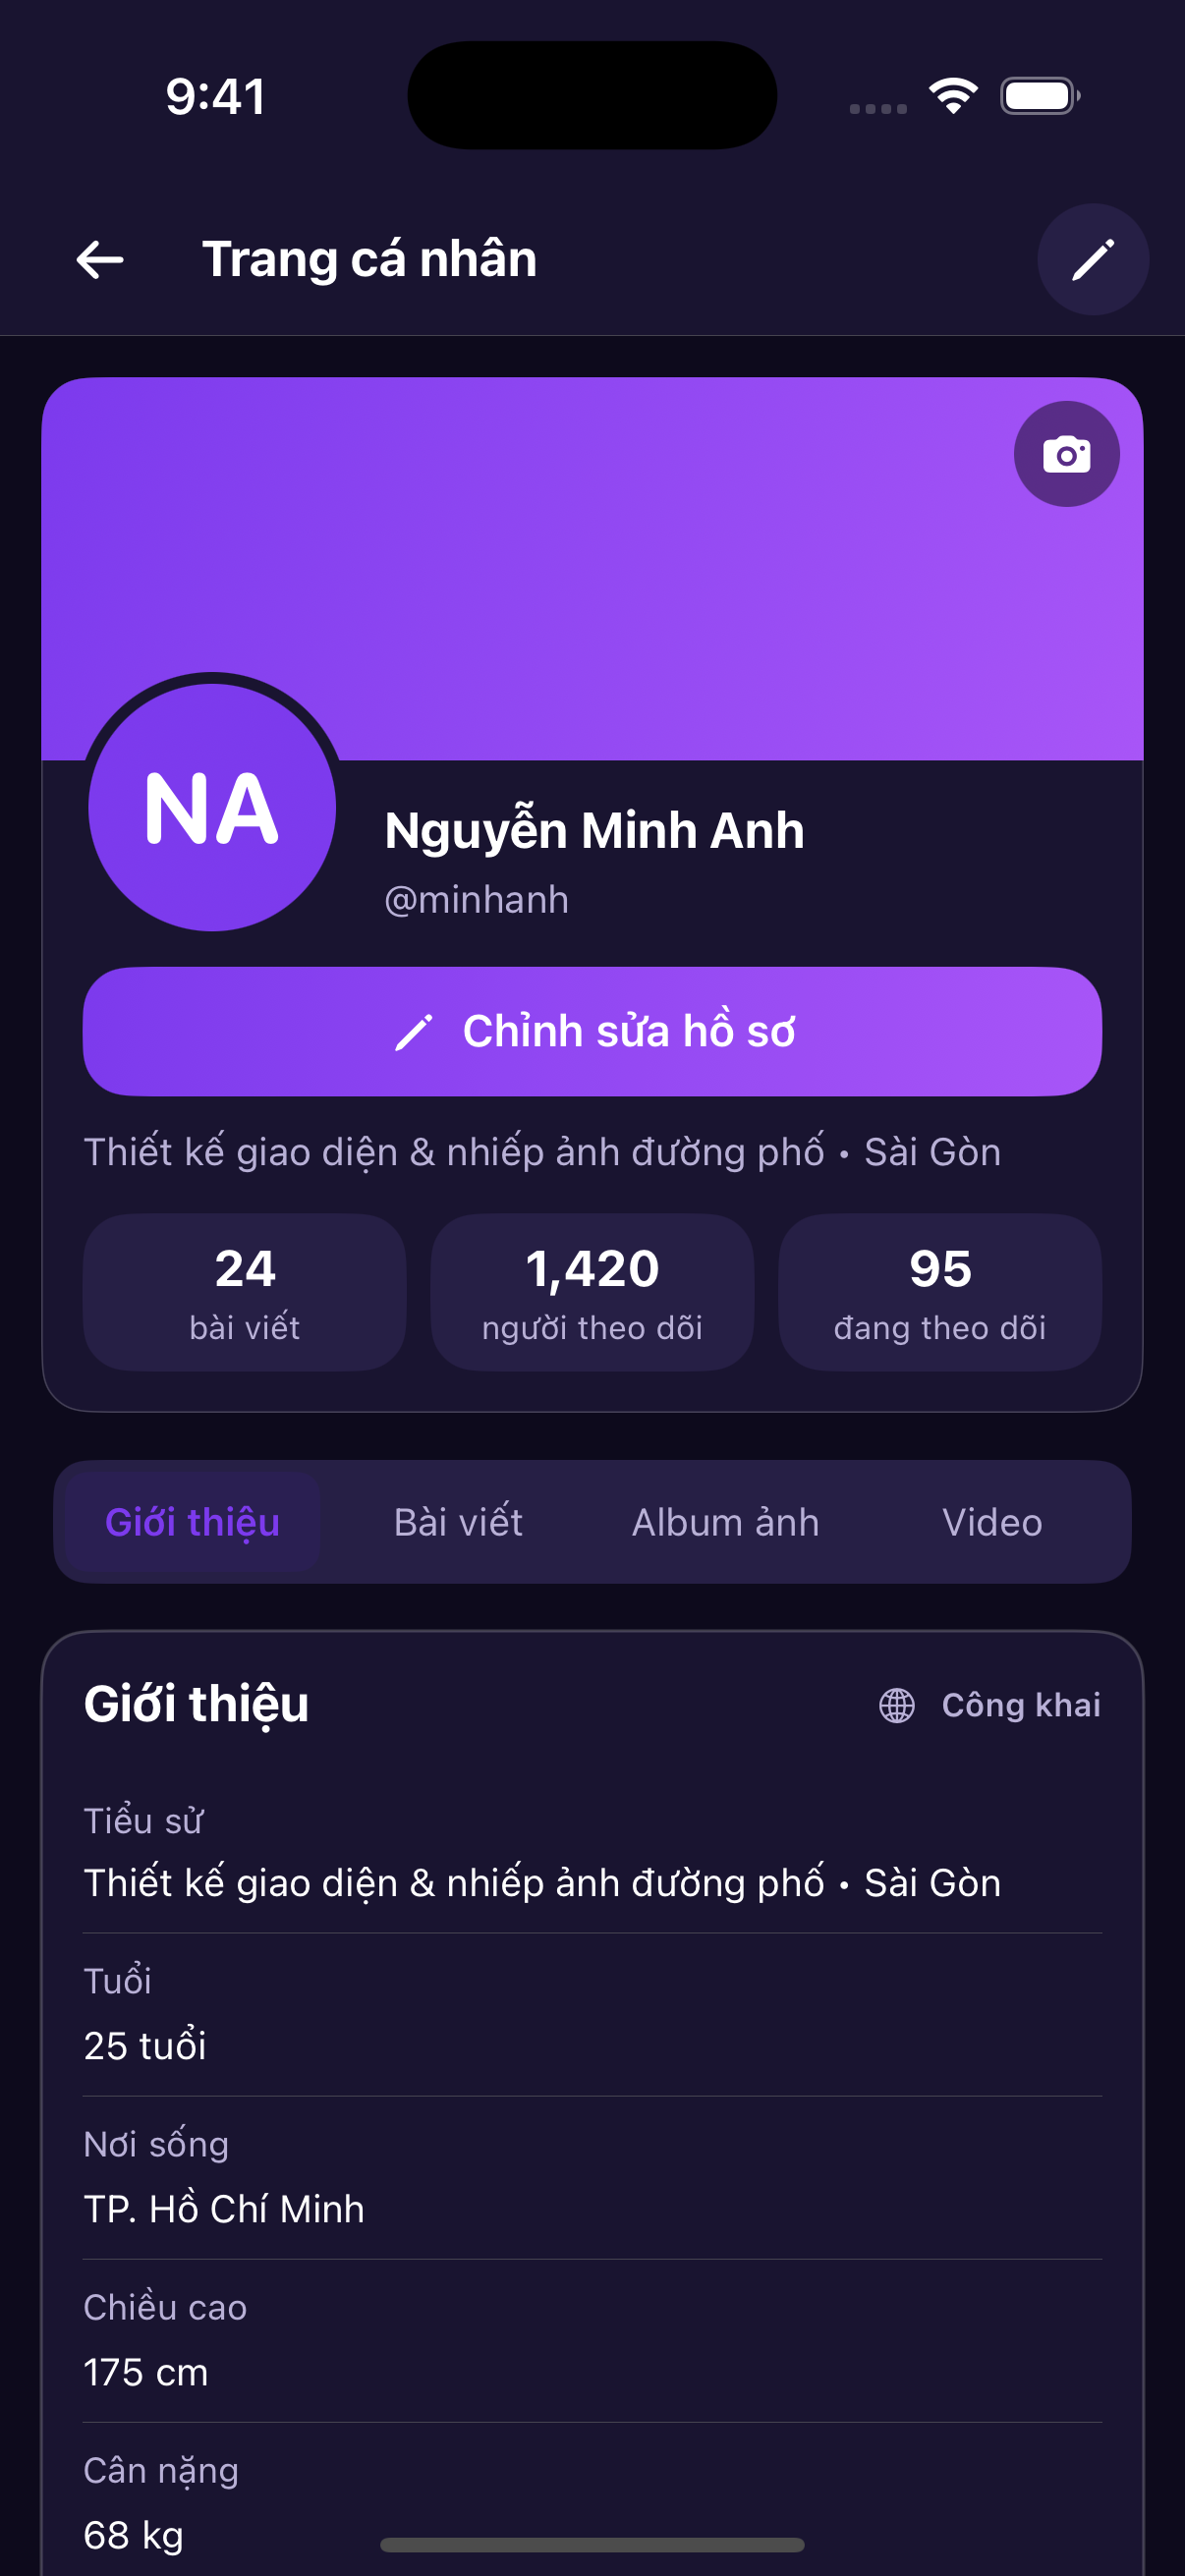 9:41
Trang cá nhân
NA
Nguyễn Minh Anh
@minhanh
Chỉnh sửa hồ sơ
Thiết kế giao diện & nhiếp ảnh đường phố • Sài Gòn
24
bài viết
1,420
người theo dõi
95
đang theo dõi
Giới thiệu
Bài viết
Album ảnh
Video
Giới thiệu
Công khai
Tiểu sử
Thiết kế giao diện & nhiếp ảnh đường phố • Sài Gòn
Tuổi
25 tuổi
Nơi sống
TP. Hồ Chí Minh
Chiều cao
175 cm
Cân nặng
68 kg